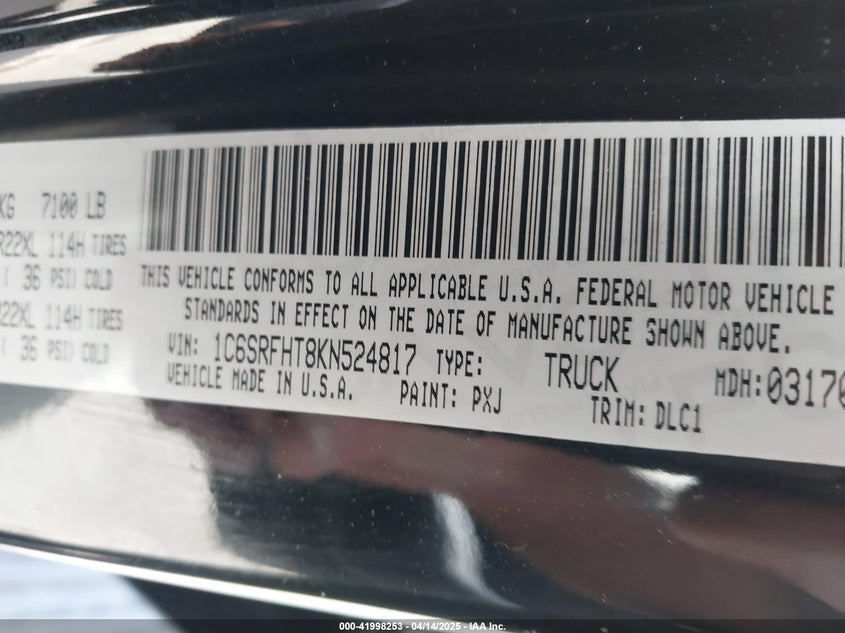 KG 7100 LB
R22XL 114H TIRES
( 36 PSI) COLD
R22XL 114H TIRES
( 36 PSI) COLD
THIS VEHICLE CONFORMS TO ALL APPLICABLE U.S.A. FEDERAL MOTOR VEHICLE
STANDARDS IN EFFECT ON THE DATE OF MANUFACTURE SHOWN ABOVE.
VIN: 1C6SRFHT8KN524817 TYPE: TRUCK MDH:03170
VEHICLE MADE IN U.S.A. PAINT: PXJ TRIM: DLC1
000-41998253 - 04/14/2025 - IAA Inc.